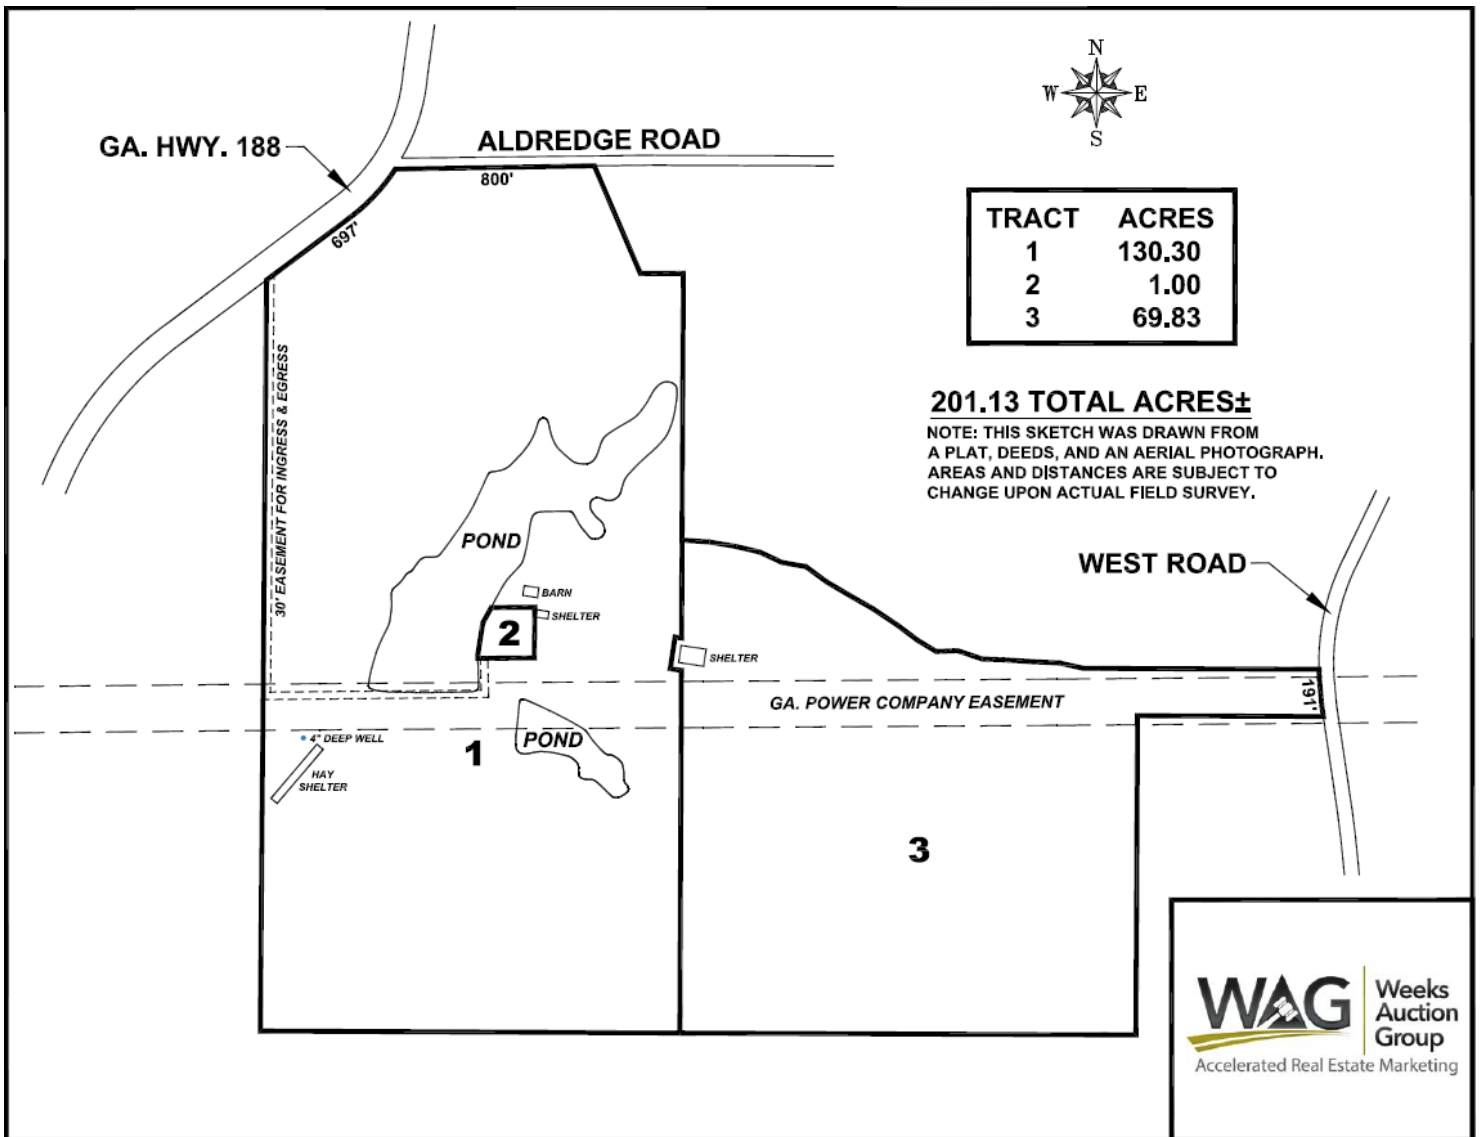 N
W E
S
GA. HWY. 188
ALDREDGE ROAD
800'
697'
TRACT ACRES
1 130.30
2 1.00
3 69.83
30' EASEMENT FOR INGRESS & EGRESS
201.13 TOTAL ACRES±
NOTE: THIS SKETCH WAS DRAWN FROM
A PLAT, DEEDS, AND AN AERIAL PHOTOGRAPH.
AREAS AND DISTANCES ARE SUBJECT TO
CHANGE UPON ACTUAL FIELD SURVEY.
POND
WEST ROAD
BARN
SHELTER
2
SHELTER
GA. POWER COMPANY EASEMENT
191'
4" DEEP WELL
1
POND
HAY
SHELTER
3
WAG
Weeks
Auction
Group
Accelerated Real Estate Marketing